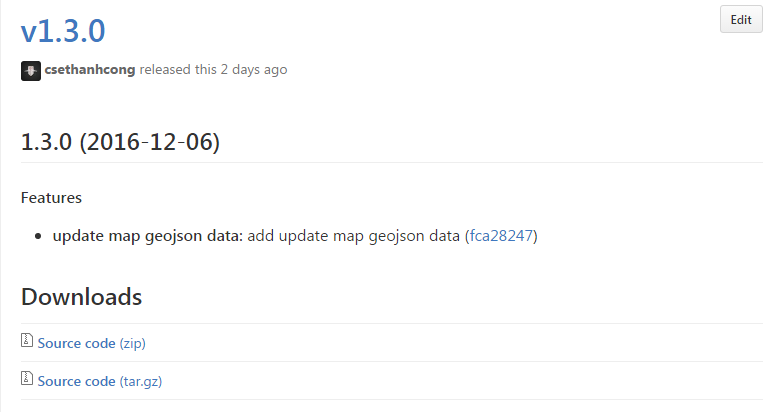 v1.3.0
Edit
csethanhcong released this 2 days ago
1.3.0 (2016-12-06)
Features
update map geojson data: add update map geojson data (fca28247)
Downloads
Source code (zip)
Source code (tar.gz)